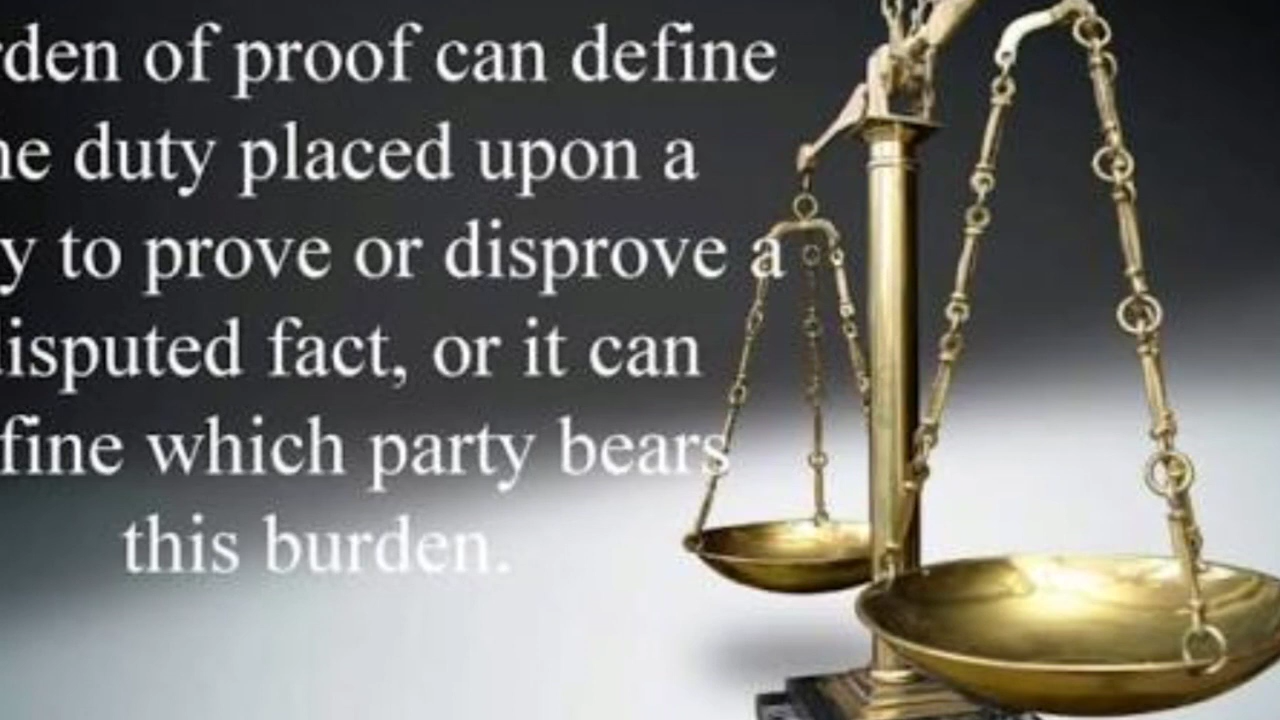 rden of proof can define
he duty placed upon a
y to prove or disprove a
disputed fact, or it can
fine which party bears
this burden.